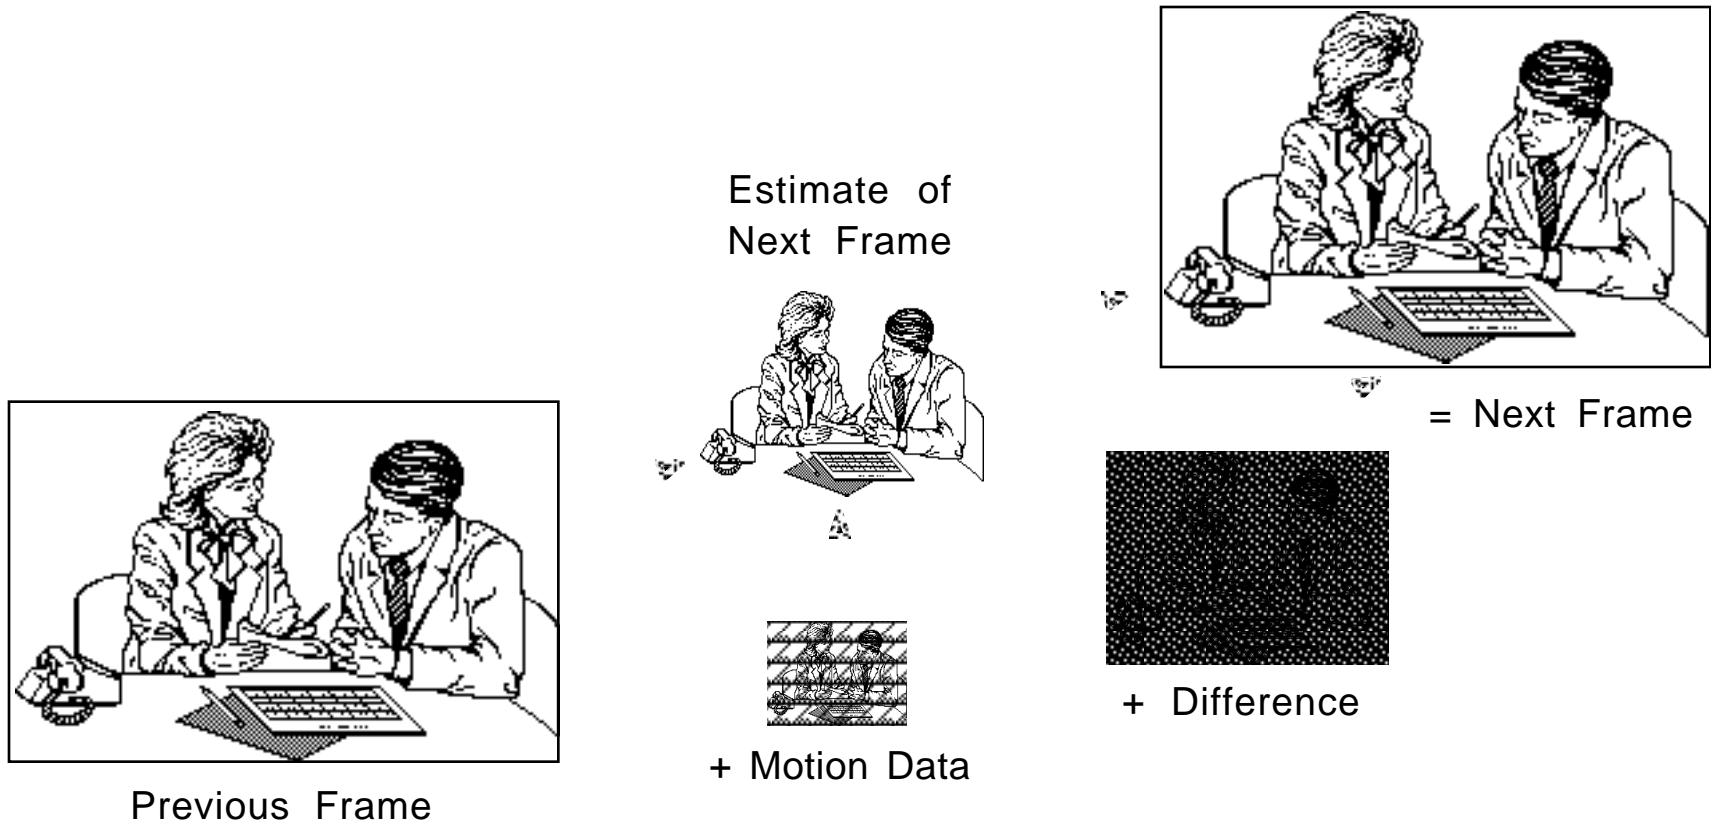 Estimate of
Next Frame
= Next Frame
+ Difference
+ Motion Data
Previous Frame